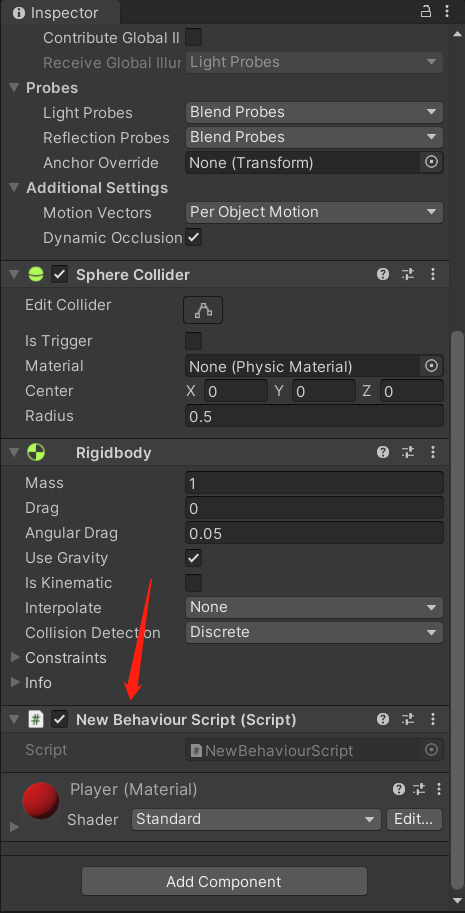 Inspector
Contribute Global Il
Receive Global Illur Light Probes
Probes
Light Probes Blend Probes
Reflection Probes Blend Probes
Anchor Override None (Transform)
Additional Settings
Motion Vectors Per Object Motion
Dynamic Occlusion
Sphere Collider
Edit Collider
Is Trigger
Material None (Physic Material)
Center X 0 Y 0 Z 0
Radius 0.5
Rigidbody
Mass 1
Drag 0
Angular Drag 0.05
Use Gravity
Is Kinematic
Interpolate None
Collision Detection Discrete
Constraints
Info
# New Behaviour Script (Script)
Script # NewBehaviourScript
Player (Material)
Shader Standard Edit...
Add Component